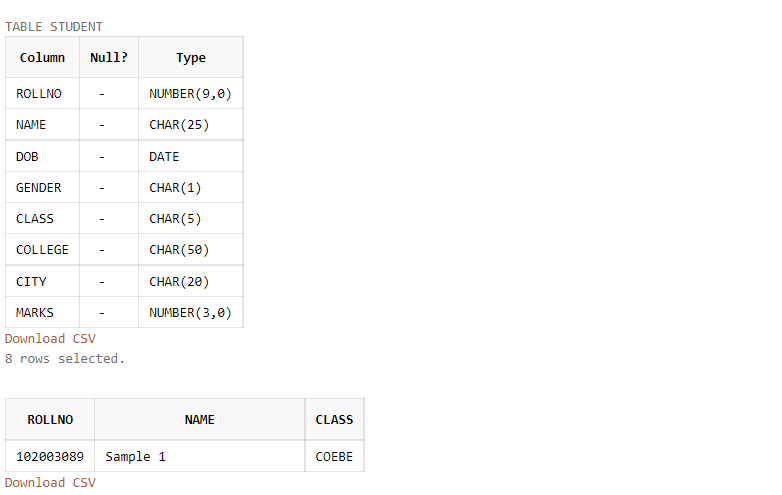 TABLE STUDENT
Column Null? Type
ROLLNO - NUMBER(9,0)
NAME - CHAR(25)
DOB - DATE
GENDER - CHAR(1)
CLASS - CHAR(5)
COLLEGE - CHAR(50)
CITY - CHAR(20)
MARKS - NUMBER(3,0)
Download CSV
8 rows selected.
ROLLNO NAME CLASS
102003089 Sample 1 COEBE
Download CSV